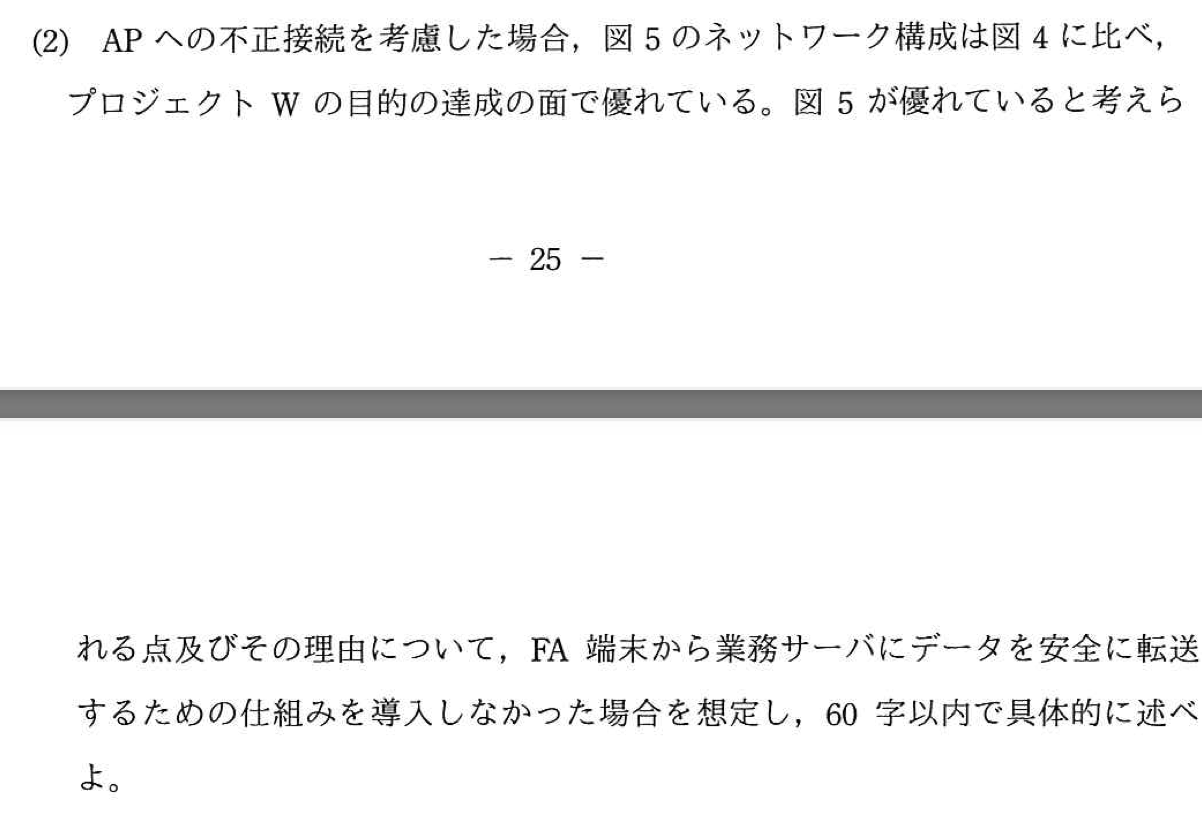 (2) AP への不正接続を考慮した場合，図 5 のネットワーク構成は図 4 に比べ，
プロジェクト W の目的の達成の面で優れている。図 5 が優れていると考えら
− 25 −
れる点及びその理由について，FA 端末から業務サーバにデータを安全に転送
するための仕組みを導入しなかった場合を想定し，60 字以内で具体的に述べ
よ。